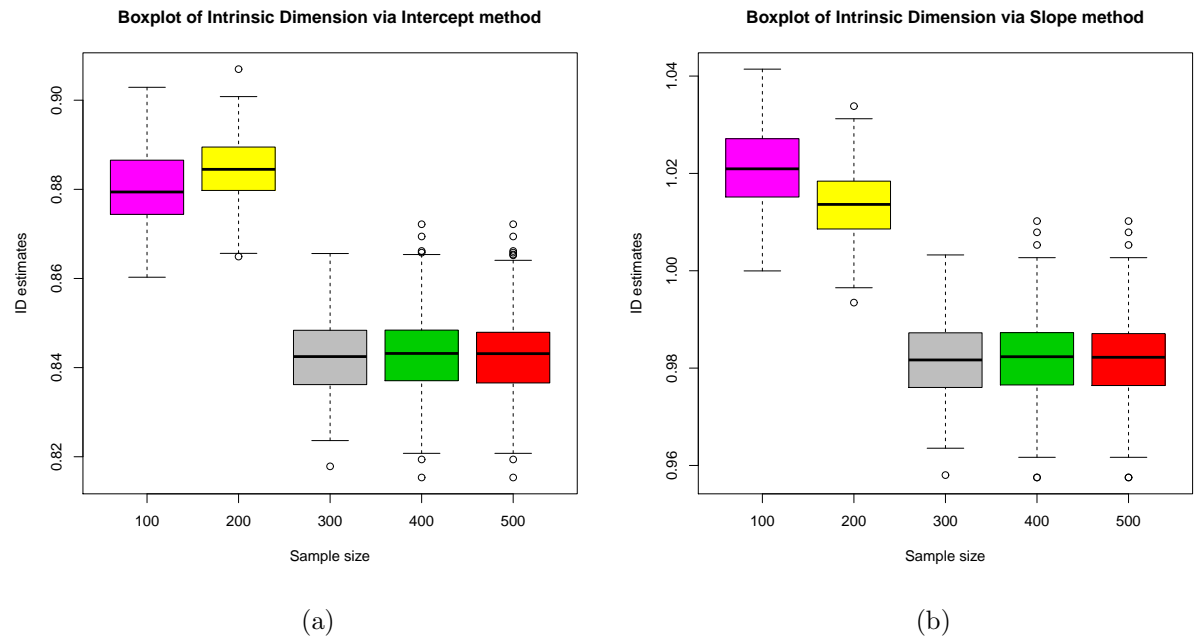 Boxplot of Intrinsic Dimension via Intercept method
ID estimates
0.90
0.88
0.86
0.84
0.82
100 200 300 400 500
Sample size
(a)
Boxplot of Intrinsic Dimension via Slope method
ID estimates
1.04
1.02
1.00
0.98
0.96
100 200 300 400 500
Sample size
(b)